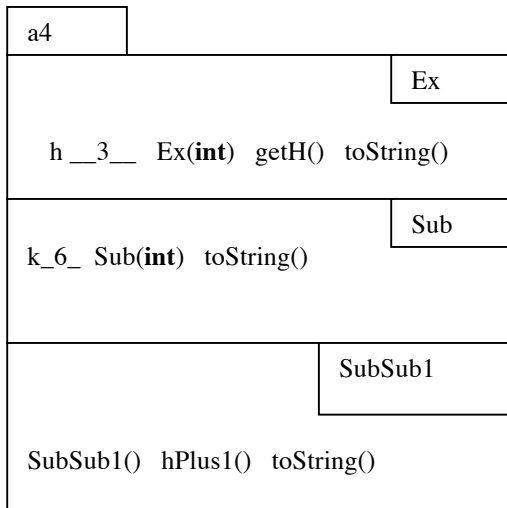 a4
Ex
h __3__ Ex(int) getH() toString()
Sub
k_6_ Sub(int) toString()
SubSub1
SubSub1() hPlus1() toString()